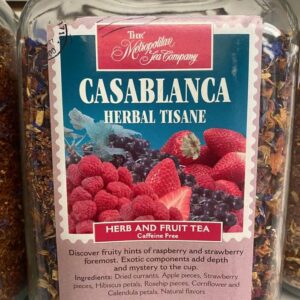 THE
Metropolitan
Tea Company
CASABLANCA
HERBAL TISANE
HERB AND FRUIT TEA
Caffeine Free
Discover fruity hints of raspberry and strawberry
foremost. Exotic components add depth
and mystery to the cup.
Ingredients: Dried currants, Apple pieces, Strawberry
pieces, Hibiscus petals, Rosehip pieces, Cornflower and
Calendula petals, Natural flavors.